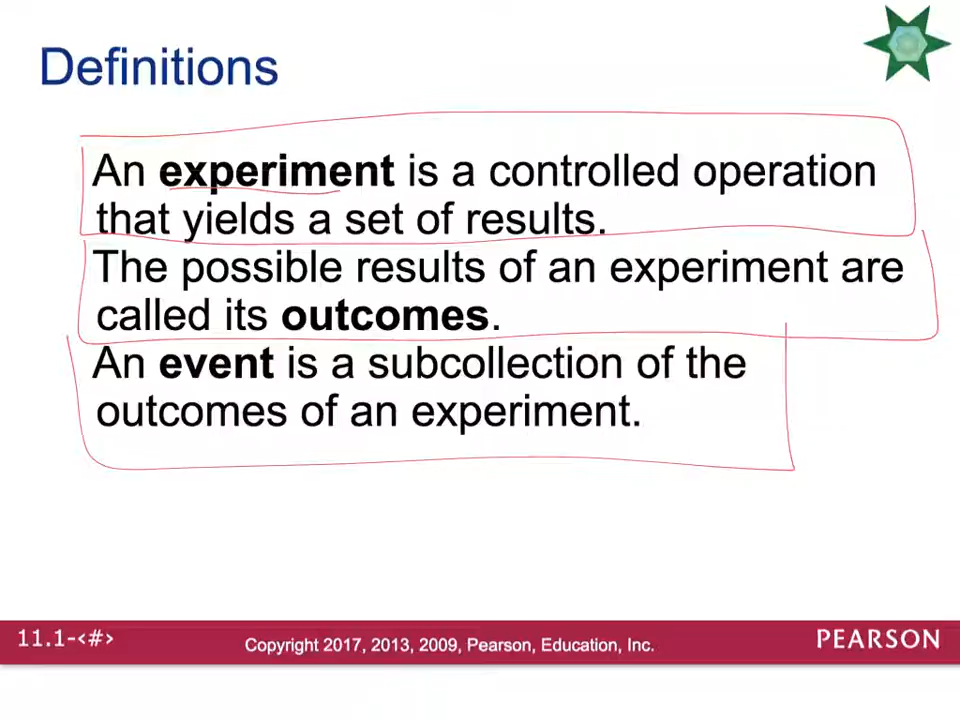 Definitions
An experiment is a controlled operation
that yields a set of results.
The possible results of an experiment are
called its outcomes.
An event is a subcollection of the
outcomes of an experiment.
11.1-<#>
Copyright 2017, 2013, 2009, Pearson, Education, Inc.
PEARSON